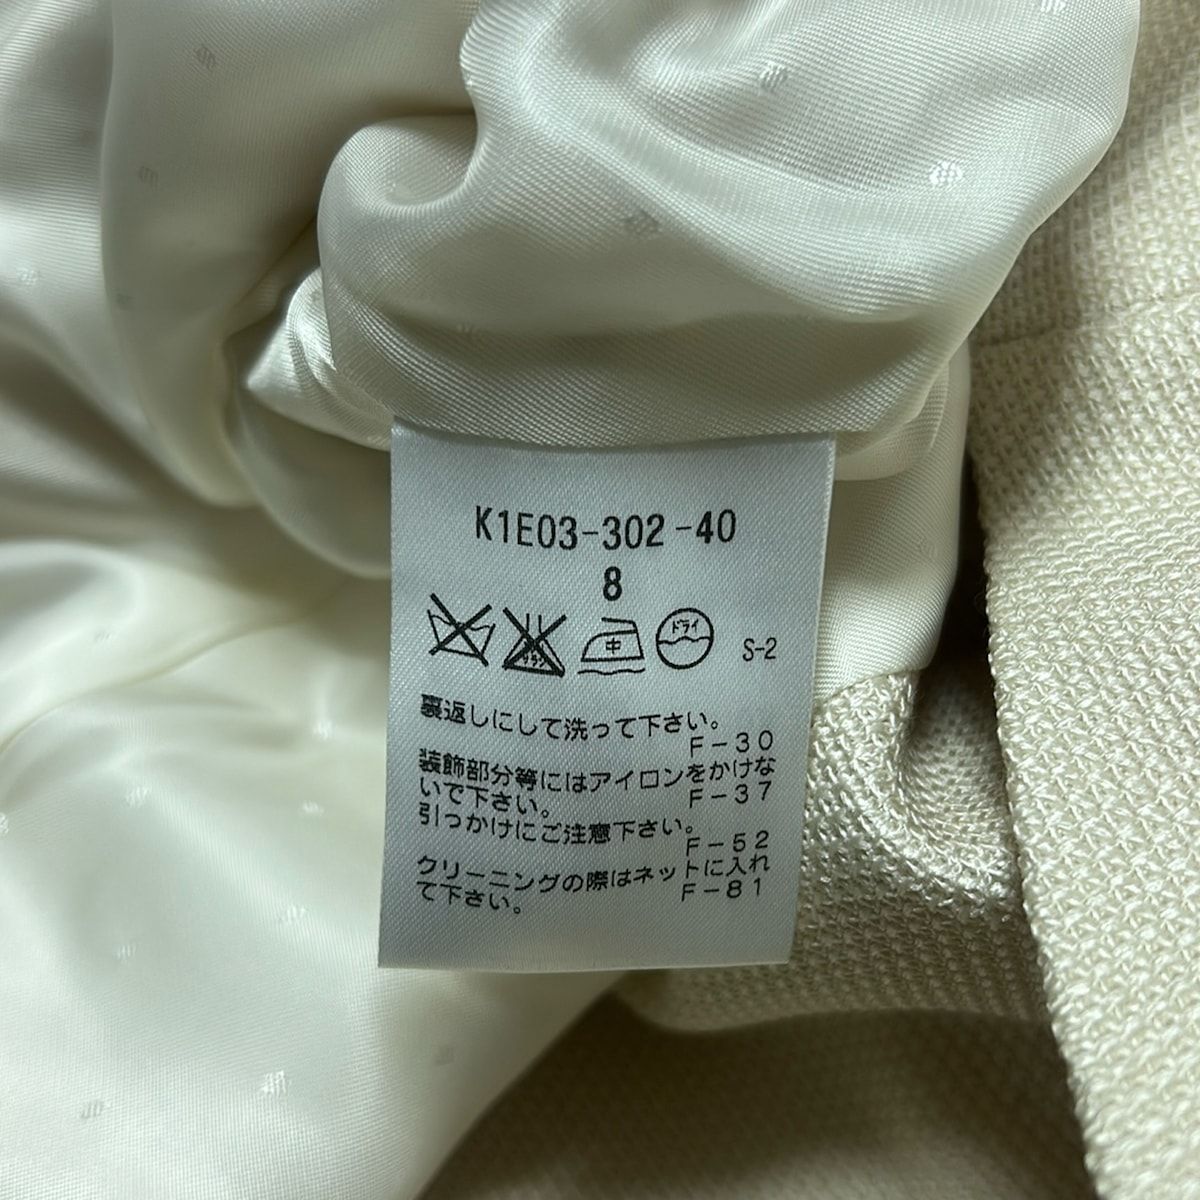 K1E03-302-40
8
中 ドライ S-2
裏返しにして洗って下さい。
F-30
装飾部分等にはアイロンをかけな
いで下さい。
F-37
引っかけにご注意下さい。
F-52
クリーニングの際はネットに入れ
て下さい。
F-81